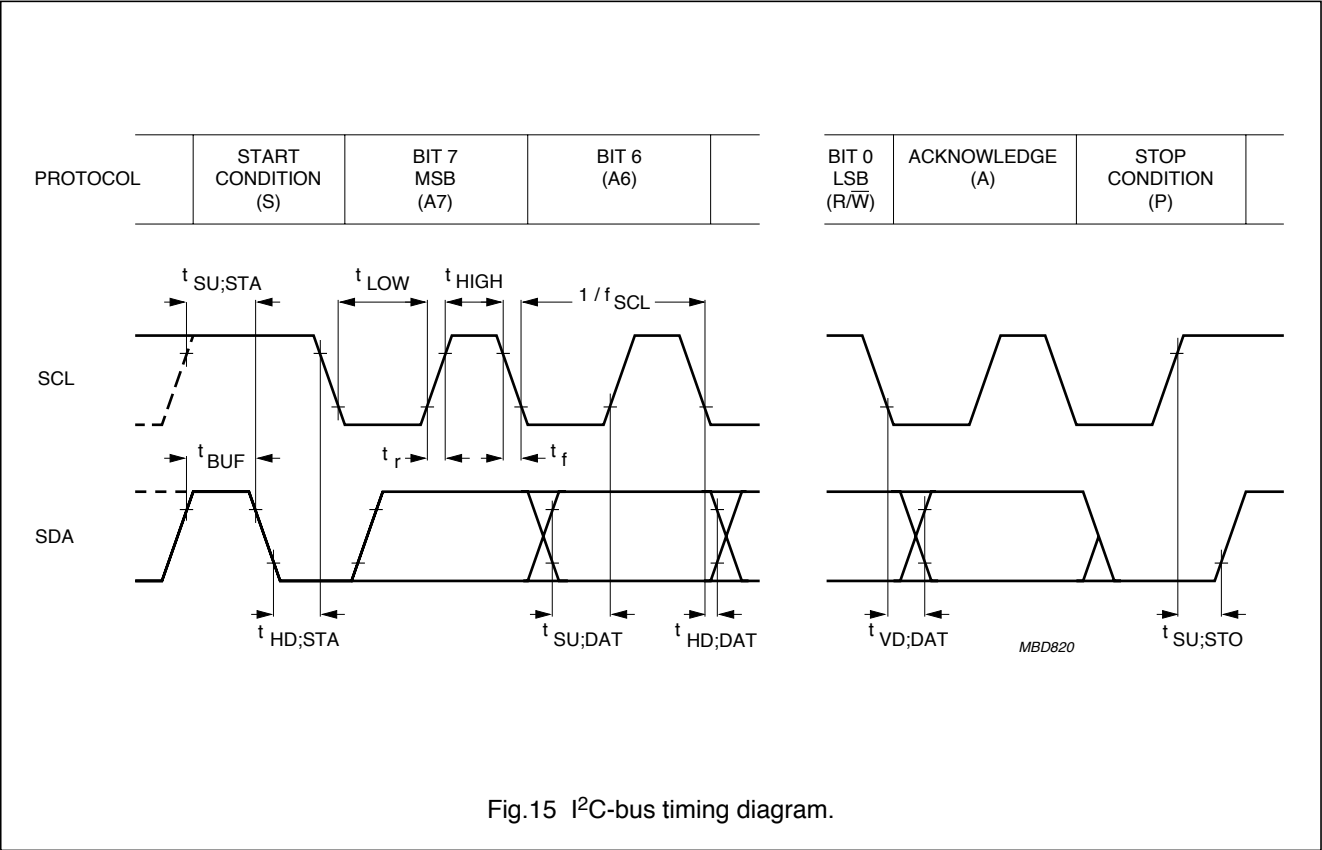 PROTOCOL
START
CONDITION
(S)
BIT 7
MSB
(A7)
BIT 6
(A6)
BIT 0
LSB
(R/W̅)
ACKNOWLEDGE
(A)
STOP
CONDITION
(P)
t SU;STA
t LOW
t HIGH
1 / f SCL
SCL
t BUF
t r
t f
SDA
t HD;STA
t SU;DAT
t HD;DAT
t VD;DAT
MBD820
t SU;STO
Fig.15 I²C-bus timing diagram.